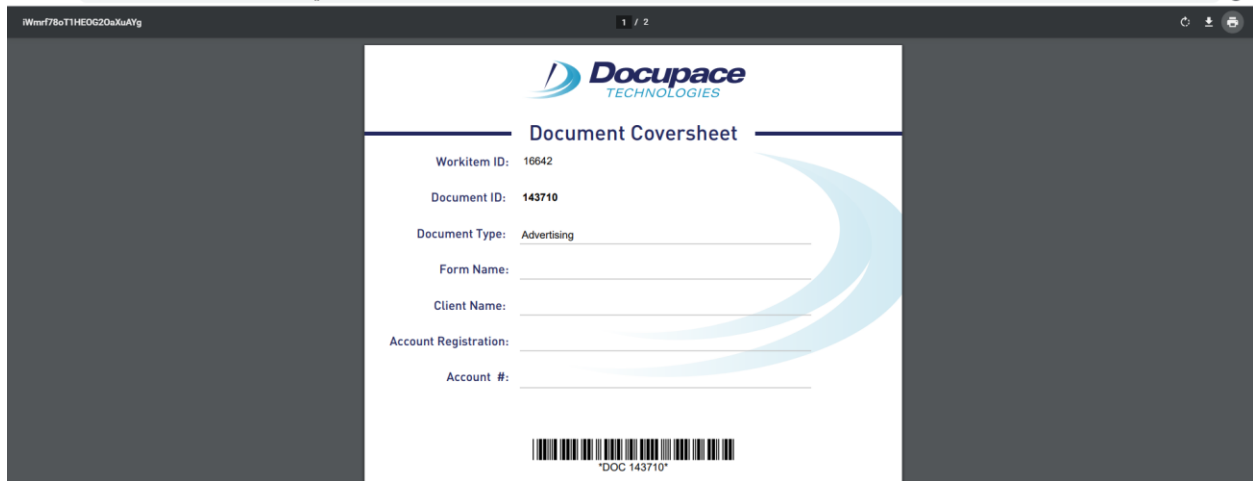 iWmrf78oT1HEOG2OaXuAYg
1 / 2
Docupace
TECHNOLOGIES
Document Coversheet
Workitem ID: 16642
Document ID: 143710
Document Type: Advertising
Form Name:
Client Name:
Account Registration:
Account #:
*DOC 143710*